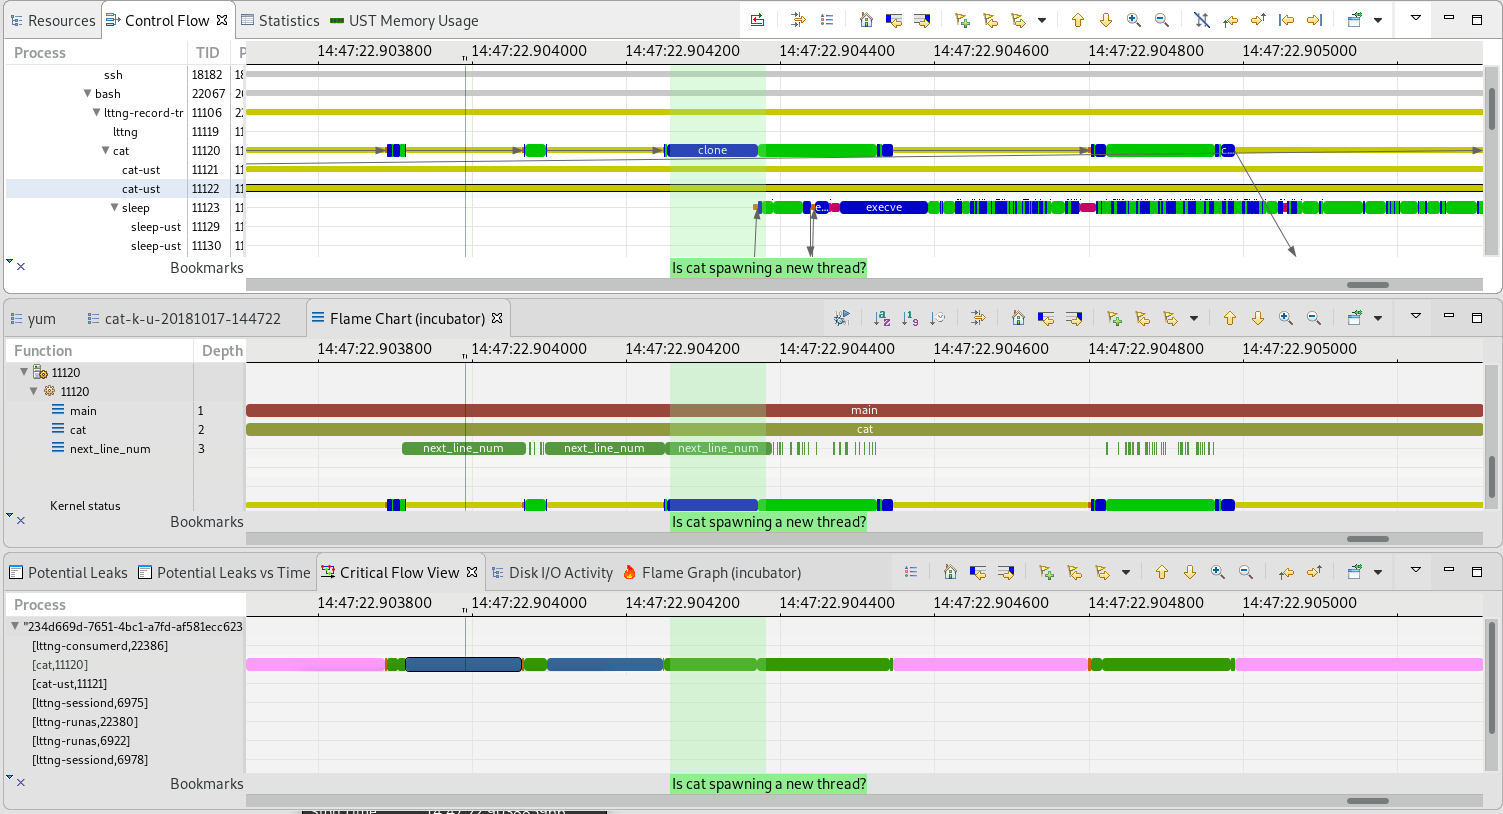 Resources Control Flow Statistics UST Memory Usage
Process TID P 14:47:22.903800 14:47:22.904000 14:47:22.904200 14:47:22.904400 14:47:22.904600 14:47:22.904800 14:47:22.905000
ssh 18182
bash 22067
lttng-record-tr 11106
lttng 11119
cat 11120 clone c...
cat-ust 11121
cat-ust 11122
sleep 11123 e... execve
sleep-ust 11129
sleep-ust 11130
Bookmarks Is cat spawning a new thread?
yum cat-k-u-20181017-144722 Flame Chart (incubator)
Function Depth 14:47:22.903800 14:47:22.904000 14:47:22.904200 14:47:22.904400 14:47:22.904600 14:47:22.904800 14:47:22.905000
11120
11120
main 1 main
cat 2 cat
next_line_num 3 next_line_num next_line_num next_line_num
Kernel status
Bookmarks Is cat spawning a new thread?
Potential Leaks Potential Leaks vs Time Critical Flow View Disk I/O Activity Flame Graph (incubator)
Process 14:47:22.903800 14:47:22.904000 14:47:22.904200 14:47:22.904400 14:47:22.904600 14:47:22.904800 14:47:22.905000
"234d669d-7651-4bc1-a7fd-af581ecc623
[lttng-consumerd,22386]
[cat,11120]
[cat-ust,11121]
[lttng-sessiond,6975]
[lttng-runas,22380]
[lttng-runas,6922]
[lttng-sessiond,6978]
Bookmarks Is cat spawning a new thread?